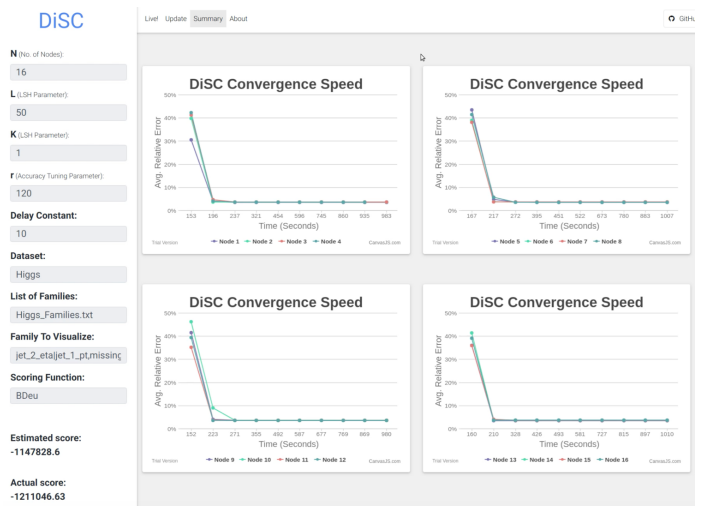 DiSC
Live! Update Summary About
N (No. of Nodes):
16
L (LSH Parameter):
50
K (LSH Parameter):
1
r (Accuracy Tuning Parameter):
120
Delay Constant:
10
Dataset:
Higgs
List of Families:
Higgs_Families.txt
Family To Visualize:
jet_2_eta|jet_1_pt,missing
Scoring Function:
BDeu
Estimated score:
-1147828.6
Actual score:
-1211046.63
DiSC Convergence Speed
50%
40%
30%
20%
10%
0%
Avg. Relative Error
153 196 237 321 454 596 745 860 935 983
Time (Seconds)
Trial Version Node 1 Node 2 Node 3 Node 4 CanvasJS.com
DiSC Convergence Speed
50%
40%
30%
20%
10%
0%
Avg. Relative Error
167 217 272 395 451 522 673 780 883 1007
Time (Seconds)
Trial Version Node 5 Node 6 Node 7 Node 8 CanvasJS.com
DiSC Convergence Speed
50%
40%
30%
20%
10%
0%
Avg. Relative Error
152 223 271 355 492 587 677 769 869 980
Time (Seconds)
Trial Version Node 9 Node 10 Node 11 Node 12 CanvasJS.com
DiSC Convergence Speed
50%
40%
30%
20%
10%
0%
Avg. Relative Error
160 210 328 426 493 581 727 815 897 1010
Time (Seconds)
Trial Version Node 13 Node 14 Node 15 Node 16 CanvasJS.com